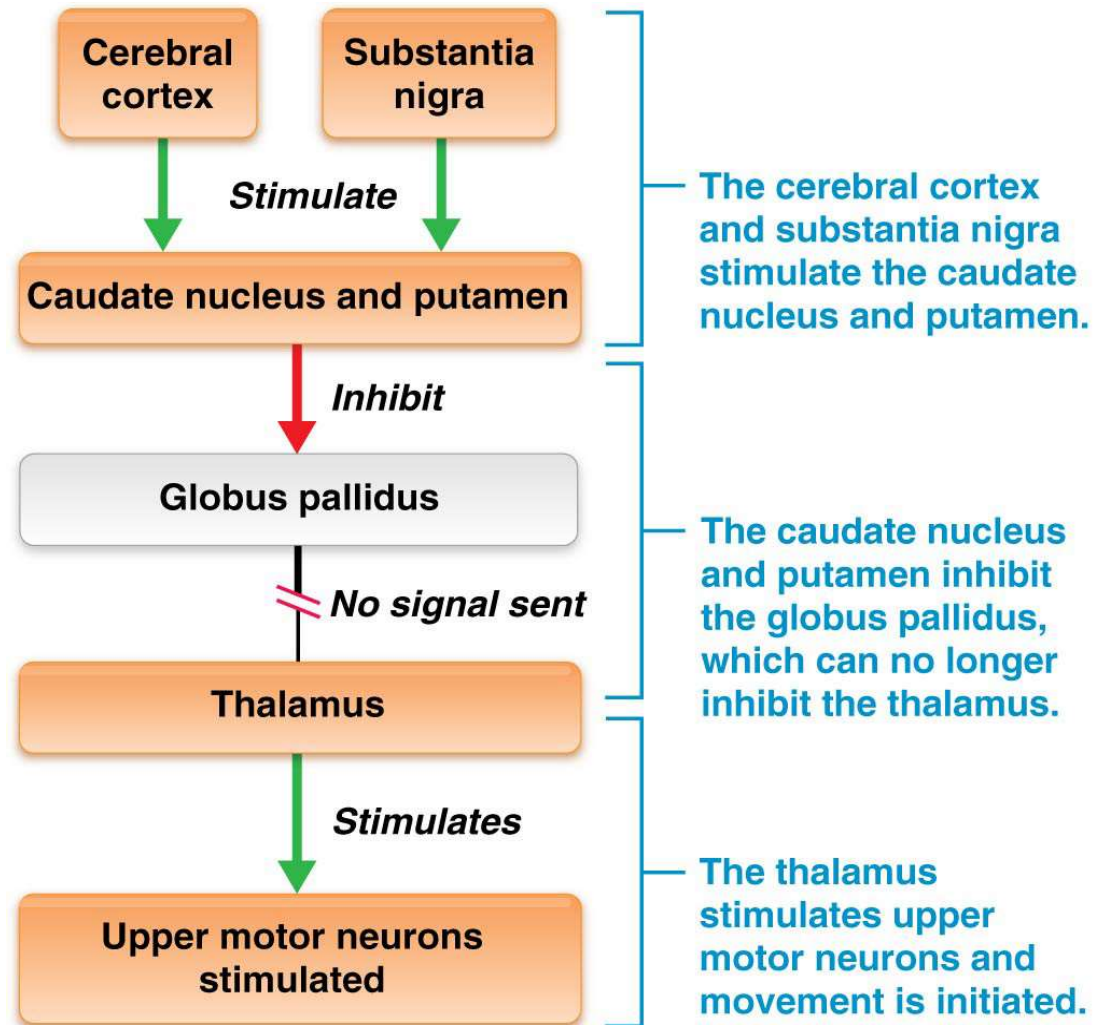 Cerebral
cortex
Substantia
nigra
Stimulate
The cerebral cortex
and substantia nigra
stimulate the caudate
nucleus and putamen.
Caudate nucleus and putamen
Inhibit
Globus pallidus
No signal sent
The caudate nucleus
and putamen inhibit
the globus pallidus,
which can no longer
inhibit the thalamus.
Thalamus
Stimulates
Upper motor neurons
stimulated
The thalamus
stimulates upper
motor neurons and
movement is initiated.